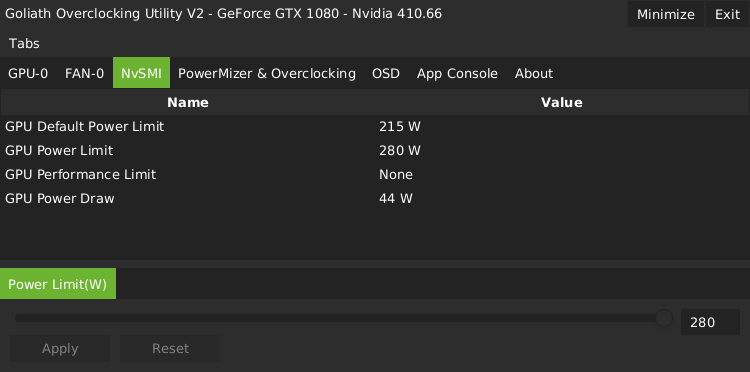 Goliath Overclocking Utility V2 - GeForce GTX 1080 - Nvidia 410.66 Minimize Exit
Tabs
GPU-0 FAN-0 NvSMI PowerMizer & Overclocking OSD App Console About
Name Value
GPU Default Power Limit 215 W
GPU Power Limit 280 W
GPU Performance Limit None
GPU Power Draw 44 W
Power Limit(W)
280
Apply Reset